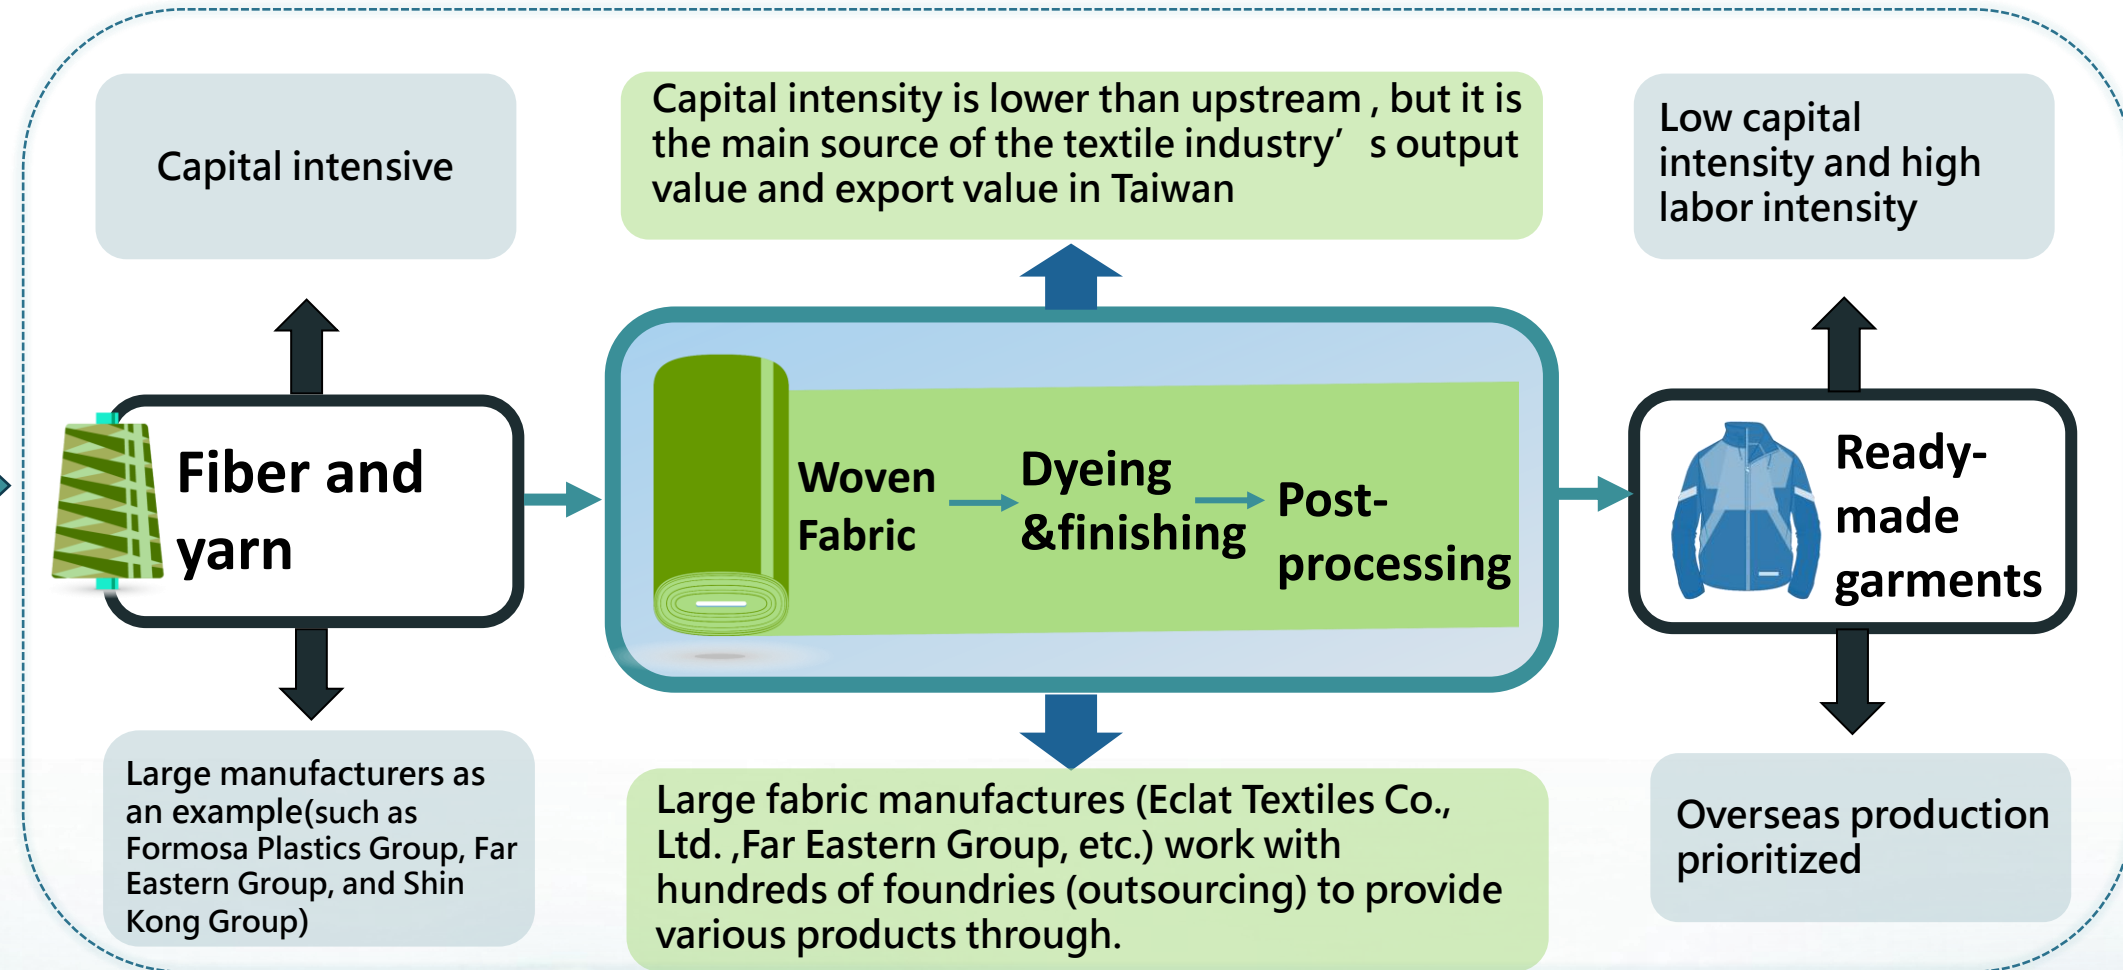 Capital intensive
Capital intensity is lower than upstream , but it is
the main source of the textile industry’ s output
value and export value in Taiwan
Low capital
intensity and high
labor intensity
Fiber and
yarn
Woven
Fabric
Dyeing
&finishing
Post-
processing
Ready-
made
garments
Large manufacturers as
an example(such as
Formosa Plastics Group, Far
Eastern Group, and Shin
Kong Group)
Large fabric manufactures (Eclat Textiles Co.,
Ltd. ,Far Eastern Group, etc.) work with
hundreds of foundries (outsourcing) to provide
various products through.
Overseas production
prioritized